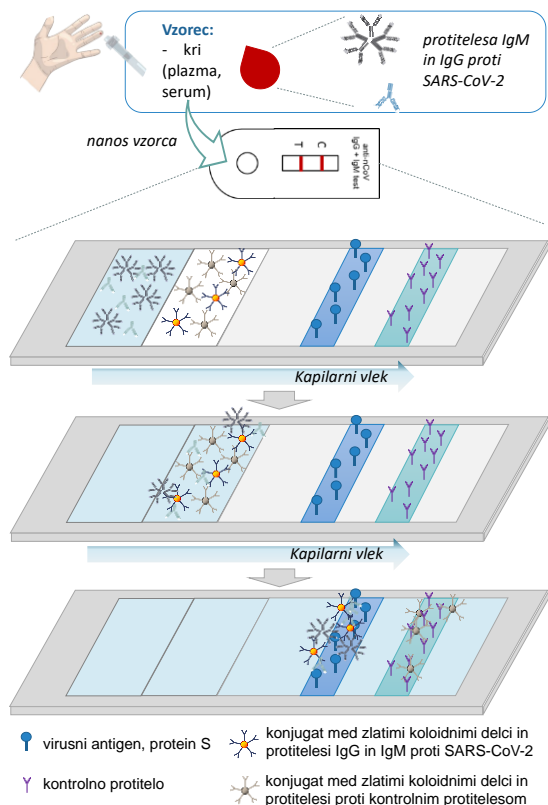 Vzorec:
- kri
(plazma,
serum)
protitelesa IgM
in IgG proti
SARS-CoV-2
nanos vzorca
T C
anti-nCoV
IgG + IgM test
Kapilarni vlek
Kapilarni vlek
virusni antigen, protein S
konjugat med zlatimi koloidnimi delci in
protitelesi IgG in IgM proti SARS-CoV-2
kontrolno protitelo
konjugat med zlatimi koloidnimi delci in
protitelesi proti kontrolnim protitelesom